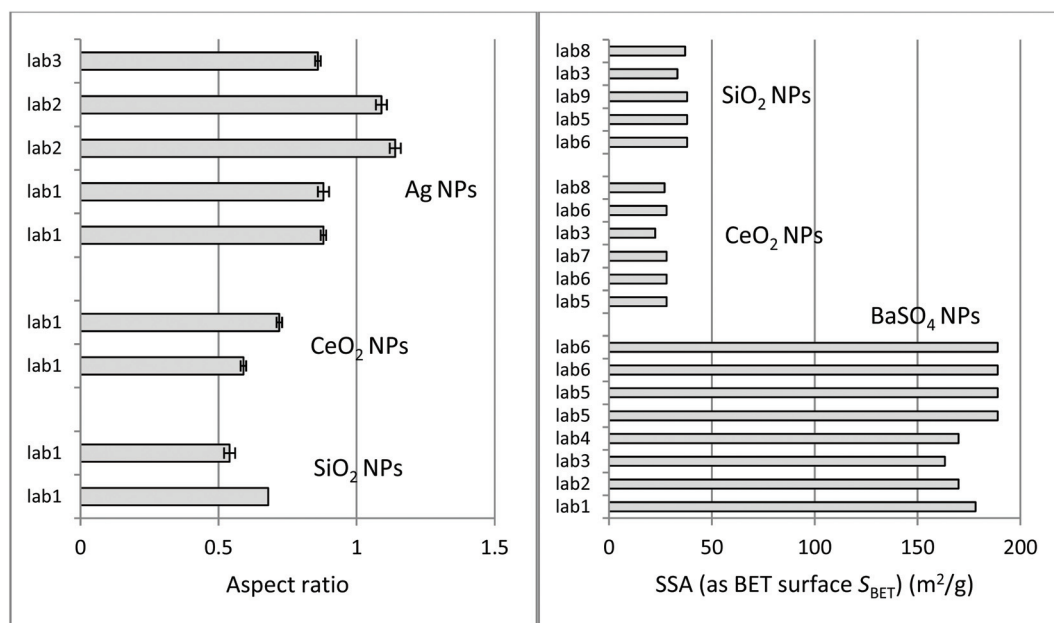 lab3
lab2
lab2
lab1
lab1
Ag NPs
lab1
lab1
CeO₂ NPs
lab1
lab1
SiO₂ NPs
0 0.5 1 1.5
Aspect ratio
lab8
lab3
lab9
lab5
lab6
SiO₂ NPs
lab8
lab6
lab3
lab7
lab6
lab5
CeO₂ NPs
BaSO₄ NPs
lab6
lab6
lab5
lab5
lab4
lab3
lab2
lab1
0 50 100 150 200
SSA (as BET surface S_BET) (m²/g)